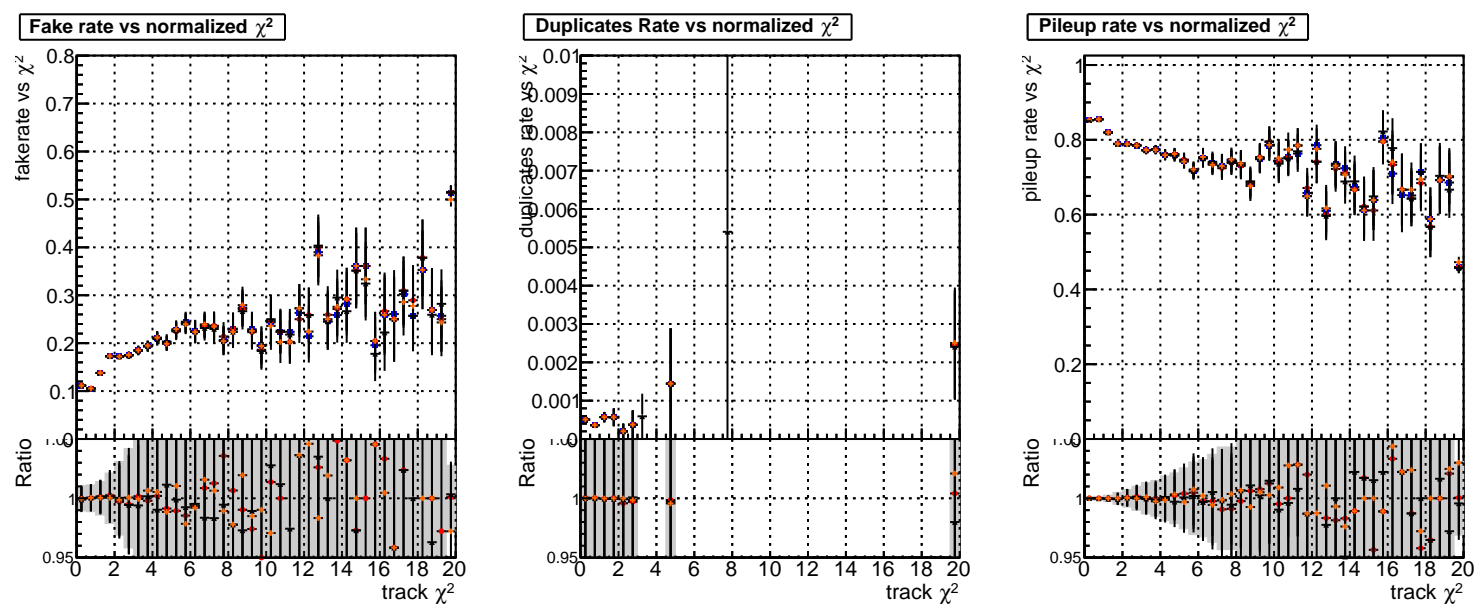 Fake rate vs normalized χ²
fakerate vs χ²
0.8
0.7
0.6
0.5
0.4
0.3
0.2
0.1
Ratio
1
0.95
0 2 4 6 8 10 12 14 16 18 20
track χ²
Duplicates Rate vs normalized χ²
duplicates rate vs χ²
0.01
0.009
0.008
0.007
0.006
0.005
0.004
0.003
0.002
0.001
Ratio
1
0.95
0 2 4 6 8 10 12 14 16 18 20
track χ²
Pileup rate vs normalized χ²
pileup rate vs χ²
1
0.8
0.6
0.4
0.2
0
Ratio
1
0.95
0 2 4 6 8 10 12 14 16 18 20
track χ²